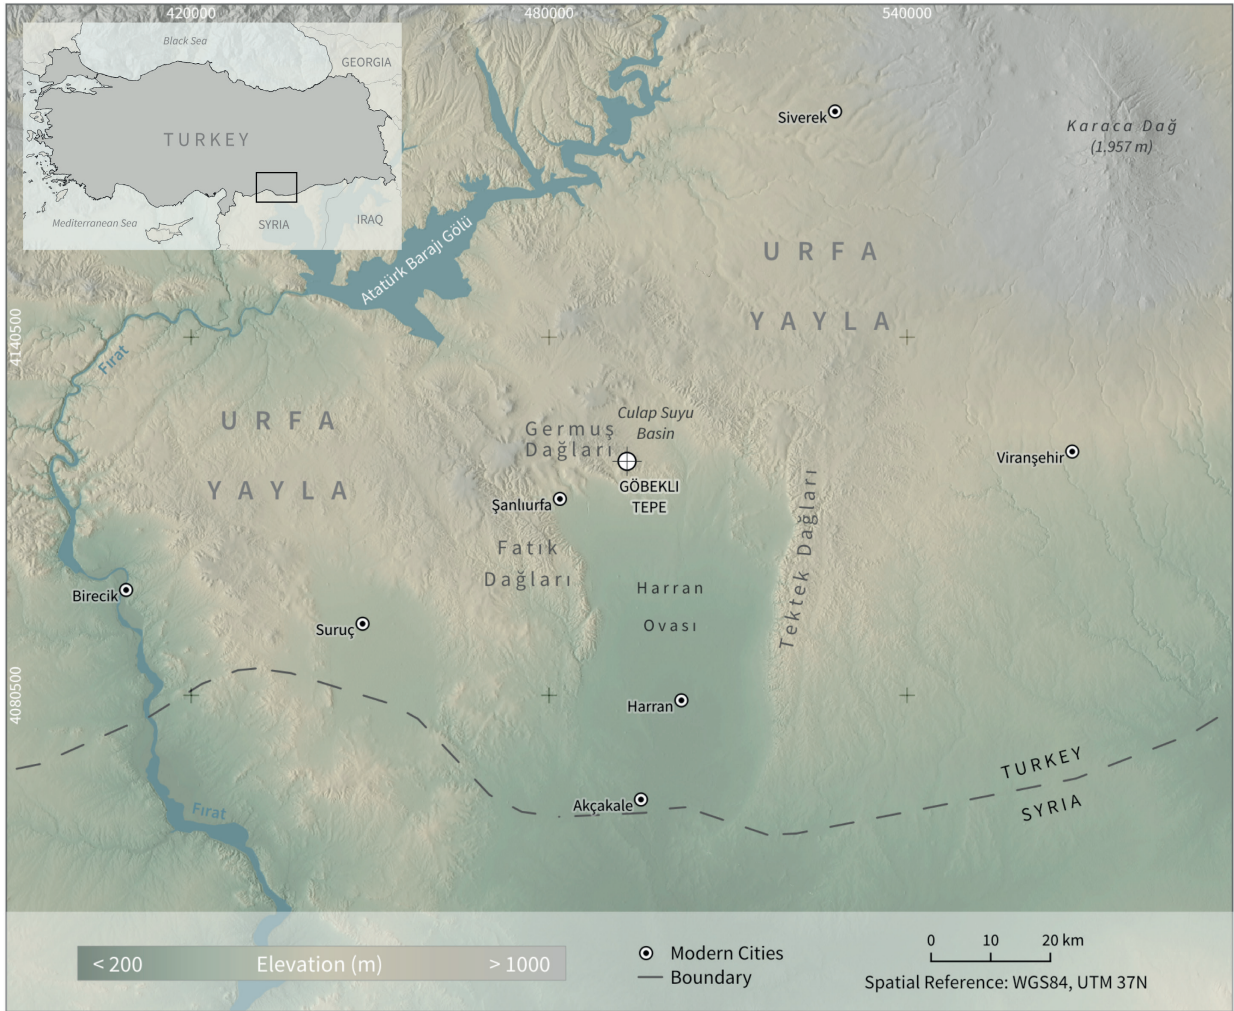 420000
480000
540000
Black Sea
GEORGIA
TURKEY
Mediterranean Sea
SYRIA
IRAQ
Siverek
Karaca Dağ
(1.957 m)
Atatürk Barajı Gölü
URFA
YAYLA
4140500
Fırat
URFA
YAYLA
Germuş
Dağları
Culap Suyu
Basin
GÖBEKLI
TEPE
Viranşehir
Şanlıurfa
Fatık
Dağları
Tektek Dağları
Harran
Ovası
Birecik
Suruç
4080500
Harran
Akçakale
TURKEY
SYRIA
Fırat
< 200
Elevation (m)
> 1000
Modern Cities
Boundary
0 10 20 km
Spatial Reference: WGS84, UTM 37N